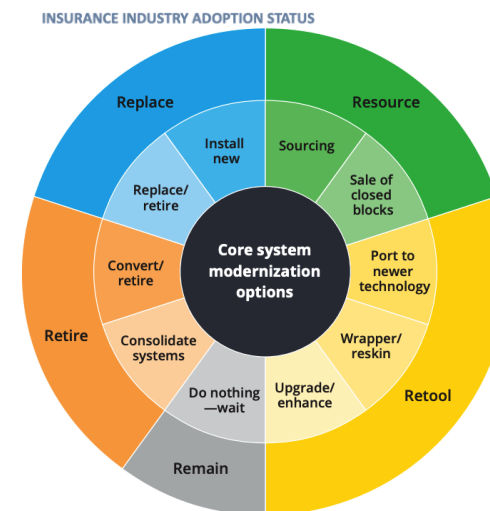 INSURANCE INDUSTRY ADOPTION STATUS
Replace
Resource
Install
new
Sourcing
Replace/
retire
Sale of
closed
blocks
Core system
modernization
options
Convert/
retire
Port to
newer
technology
Retire
Consolidate
systems
Wrapper/
reskin
Do nothing
—wait
Upgrade/
enhance
Retool
Remain